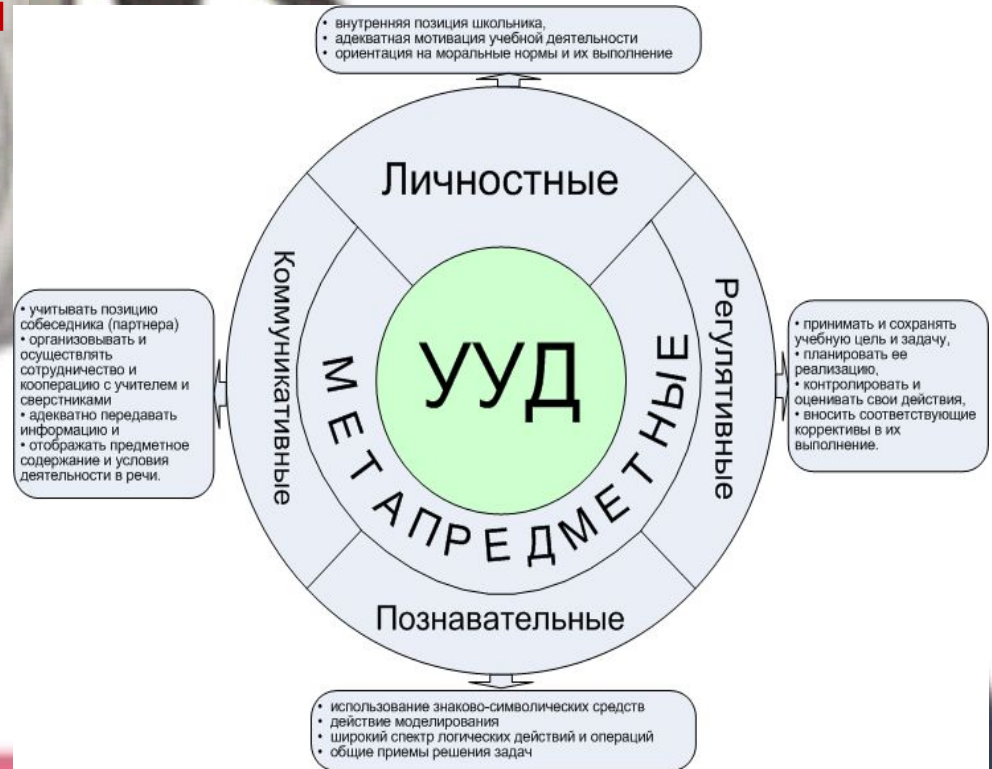 • внутренняя позиция школьника,
• адекватная мотивация учебной деятельности
• ориентация на моральные нормы и их выполнение
Личностные
Коммуникативные
• учитывать позицию
собеседника (партнера)
• организовывать и
осуществлять
сотрудничество и
кооперацию с учителем и
сверстниками
• адекватно передавать
информацию и
• отображать предметное
содержание и условия
деятельности в речи.
УУД
МЕТАПРЕДМЕТНЫЕ
Регулятивные
• принимать и сохранять
учебную цель и задачу,
• планировать ее
реализацию,
• контролировать и
оценивать свои действия,
• вносить соответствующие
коррективы в их
выполнение.
Познавательные
• использование знаково-символических средств
• действие моделирования
• широкий спектр логических действий и операций
• общие приемы решения задач